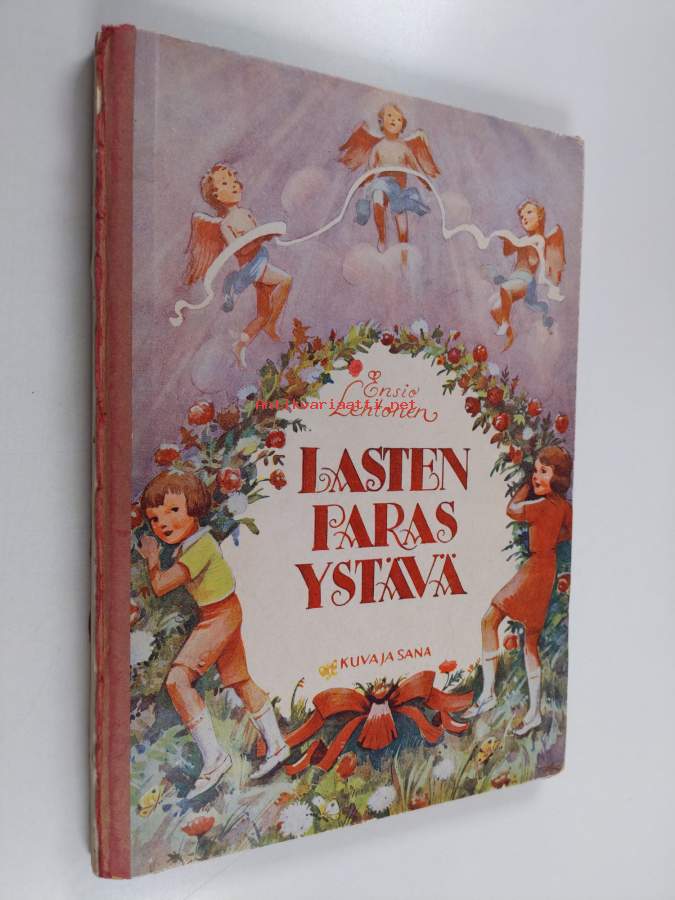 Ensio
Antikvariaatti.net
Lehtonen
LASTEN
PARAS
YSTÄVÄ
KUVA JA SANA